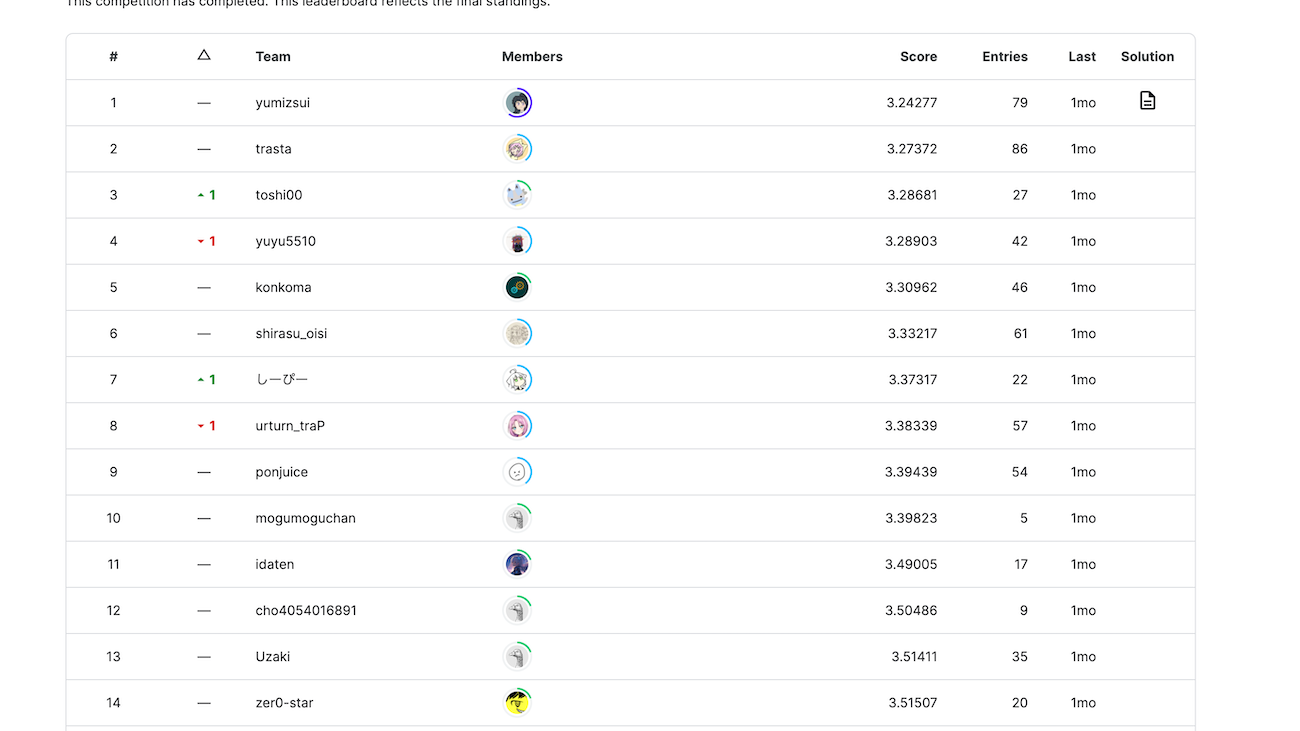 This competition has completed. This leaderboard reflects the final standings.
# △ Team Members Score Entries Last Solution
1 — yumizsui 3.24277 79 1mo
2 — trasta 3.27372 86 1mo
3 1 toshi00 3.28681 27 1mo
4 1 yuyu5510 3.28903 42 1mo
5 — konkoma 3.30962 46 1mo
6 — shirasu_oisi 3.33217 61 1mo
7 1 しーぴー 3.37317 22 1mo
8 1 urturn_traP 3.38339 57 1mo
9 — ponjuice 3.39439 54 1mo
10 — mogumoguchan 3.39823 5 1mo
11 — idaten 3.49005 17 1mo
12 — cho4054016891 3.50486 9 1mo
13 — Uzaki 3.51411 35 1mo
14 — zer0-star 3.51507 20 1mo